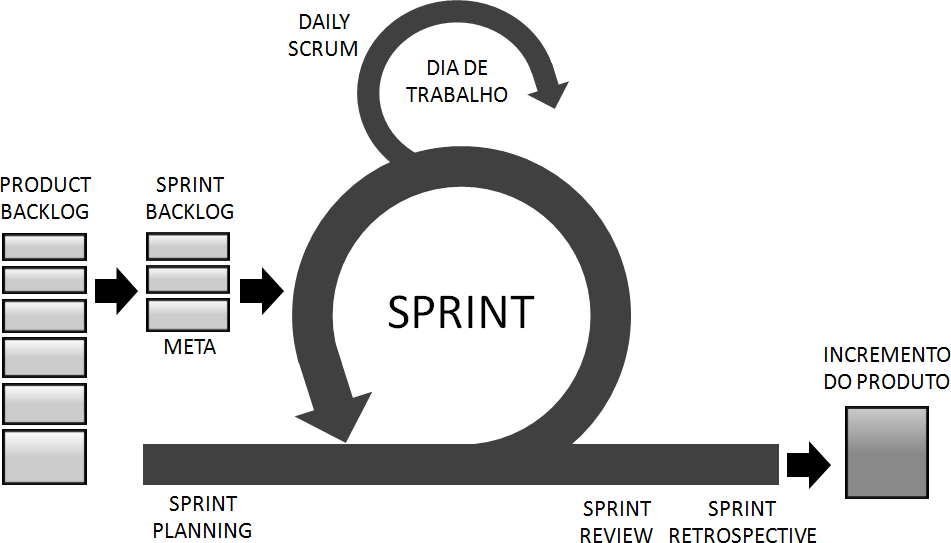 DAILY
SCRUM
DIA DE
TRABALHO
PRODUCT
BACKLOG
SPRINT
BACKLOG
SPRINT
META
INCREMENTO
DO PRODUTO
SPRINT
PLANNING
SPRINT
REVIEW
SPRINT
RETROSPECTIVE